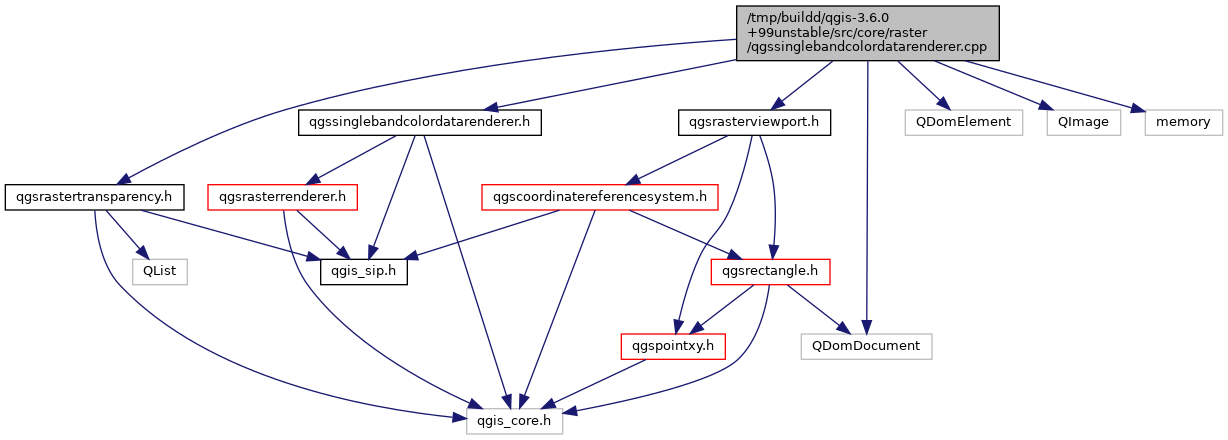 /tmp/buildd/qgis-3.6.0
+99unstable/src/core/raster
/qgssinglebandcolordatarenderer.cpp
qgssinglebandcolordatarenderer.h
qgsrasterviewport.h
QDomElement
QImage
memory
qgsrastertransparency.h
qgsrasterrenderer.h
qgscoordinatereferencesystem.h
QList
qgis_sip.h
qgsrectangle.h
qgspointxy.h
QDomDocument
qgis_core.h